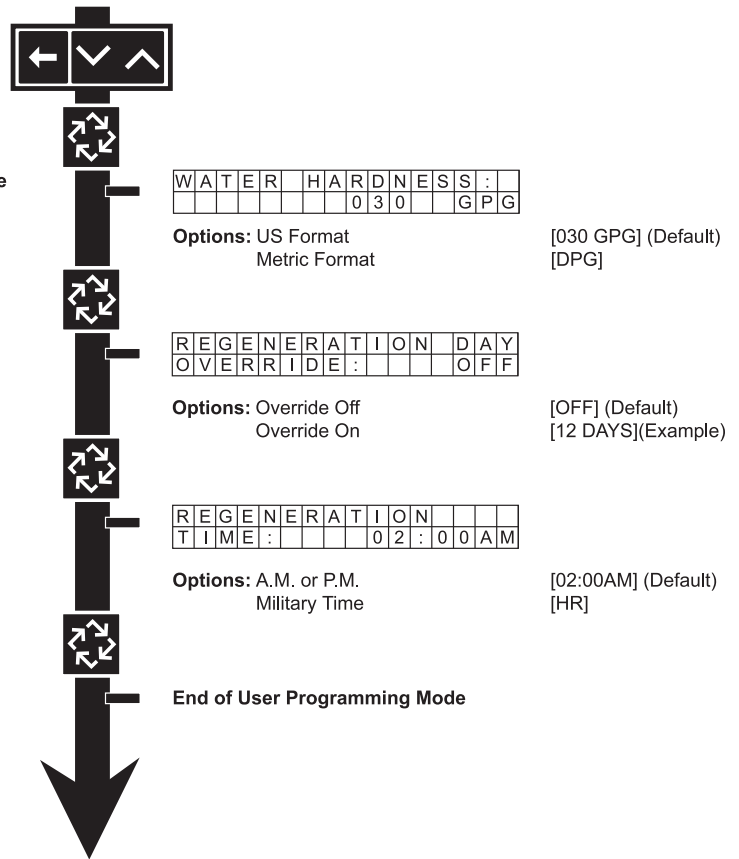 e
WATER HARDNESS:
030 GPG
Options: US Format [030 GPG] (Default)
Metric Format [DPG]
REGENERATION DAY
OVERRIDE: OFF
Options: Override Off [OFF] (Default)
Override On [12 DAYS](Example)
REGENERATION
TIME: 02:00AM
Options: A.M. or P.M. [02:00AM] (Default)
Military Time [HR]
End of User Programming Mode